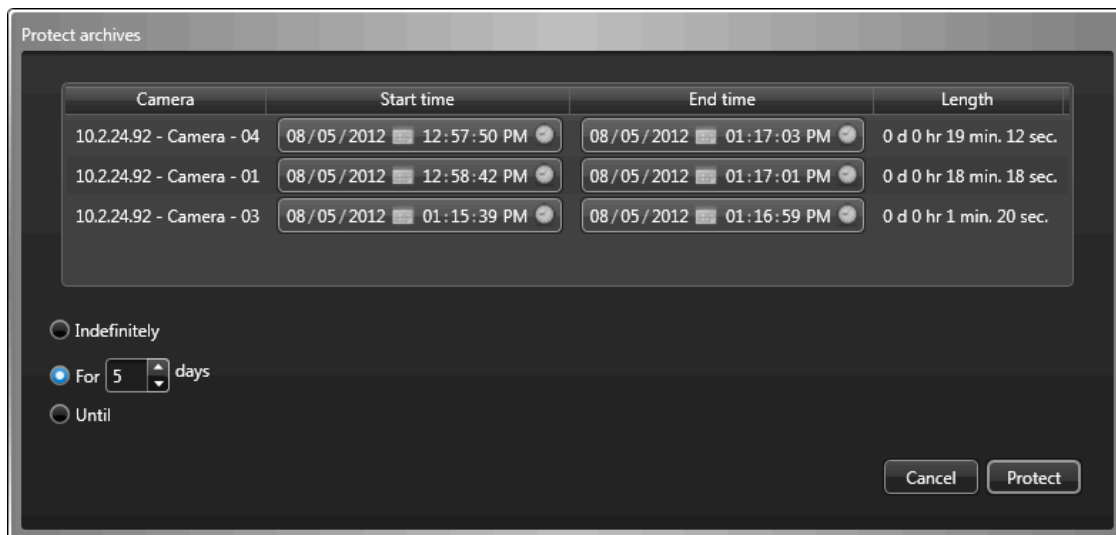 Protect archives
Camera Start time End time Length
10.2.24.92 - Camera - 04 08/05/2012 12:57:50 PM 08/05/2012 01:17:03 PM 0 d 0 hr 19 min. 12 sec.
10.2.24.92 - Camera - 01 08/05/2012 12:58:42 PM 08/05/2012 01:17:01 PM 0 d 0 hr 18 min. 18 sec.
10.2.24.92 - Camera - 03 08/05/2012 01:15:39 PM 08/05/2012 01:16:59 PM 0 d 0 hr 1 min. 20 sec.
Indefinitely
For 5 days
Until
Cancel Protect